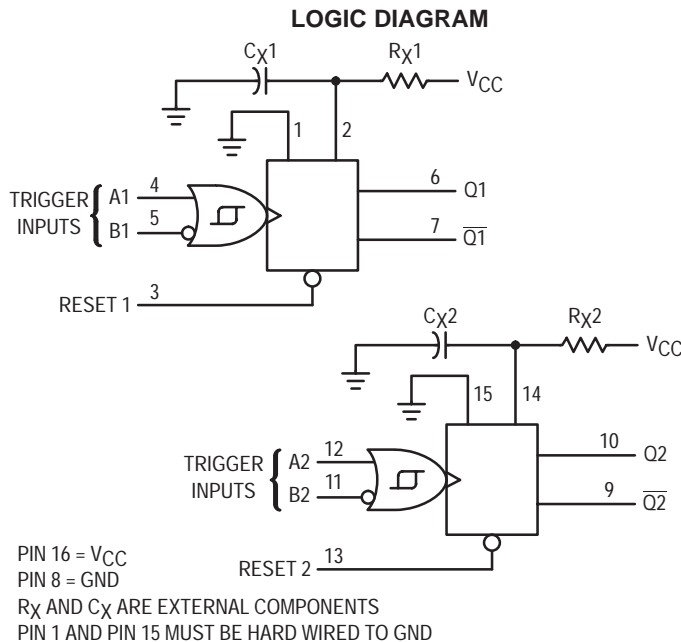 LOGIC DIAGRAM
CX1
RX1
VCC
1
2
TRIGGER
INPUTS
A1
4
B1
5
6
Q1
7
Q1
RESET 1
3
CX2
RX2
VCC
15
14
TRIGGER
INPUTS
A2
12
B2
11
10
Q2
9
Q2
RESET 2
13
PIN 16 = VCC
PIN 8 = GND
RX AND CX ARE EXTERNAL COMPONENTS
PIN 1 AND PIN 15 MUST BE HARD WIRED TO GND